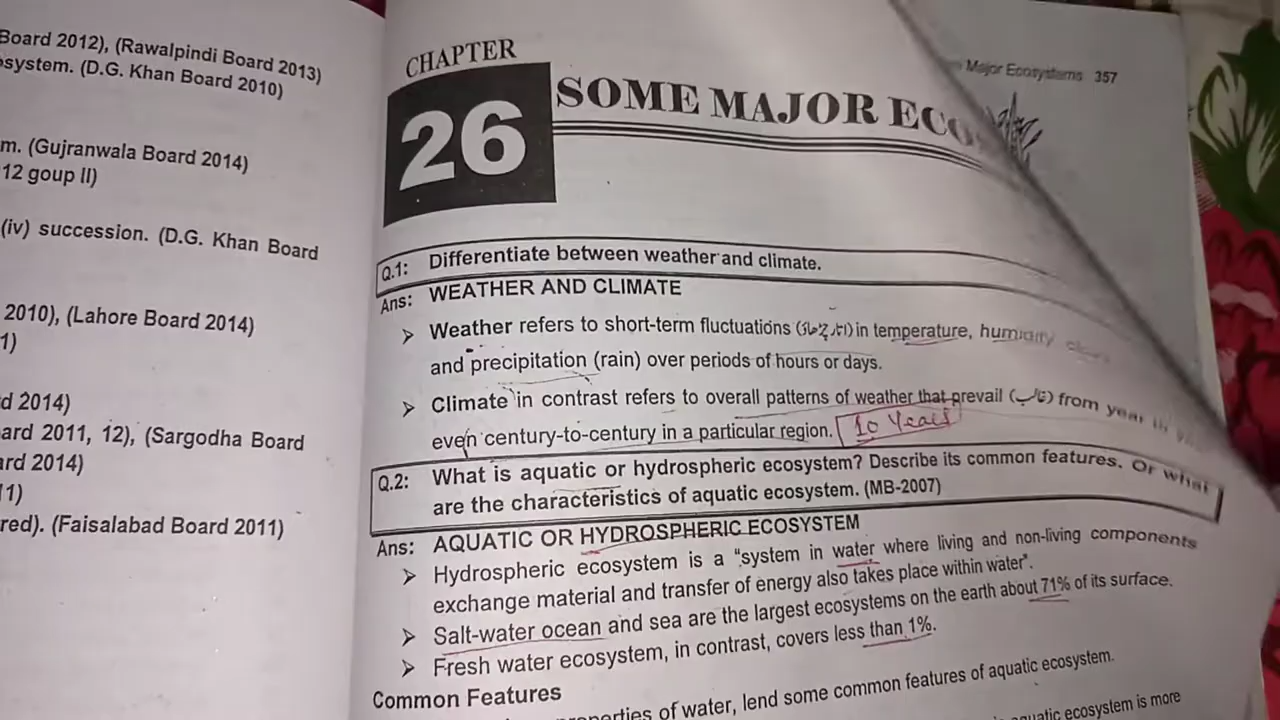 Board 2012), (Rawalpindi Board 2013)
osystem. (D.G. Khan Board 2010)
m. (Gujranwala Board 2014)
12 goup II)
(iv) succession. (D.G. Khan Board
2010), (Lahore Board 2014)
1)
d 2014)
ard 2011, 12), (Sargodha Board
ard 2014)
11)
red). (Faisalabad Board 2011)
Major Ecosystems 357
CHAPTER
26
SOME MAJOR ECOS
Q.1: Differentiate between weather and climate.
Ans: WEATHER AND CLIMATE
➤ Weather refers to short-term fluctuations (اتار چڑھاؤ) in temperature, humidity
and precipitation (rain) over periods of hours or days.
➤ Climate in contrast refers to overall patterns of weather that prevail (غالب) from year to
even century-to-century in a particular region. 10 Years
Q.2: What is aquatic or hydrospheric ecosystem? Describe its common features. Or what
are the characteristics of aquatic ecosystem. (MB-2007)
Ans: AQUATIC OR HYDROSPHERIC ECOSYSTEM
➤ Hydrospheric ecosystem is a “system in water where living and non-living components
exchange material and transfer of energy also takes place within water”.
➤ Salt-water ocean and sea are the largest ecosystems on the earth about 71% of its surface.
➤ Fresh water ecosystem, in contrast, covers less than 1%.
Common Features
properties of water, lend some common features of aquatic ecosystem.
aquatic ecosystem is more